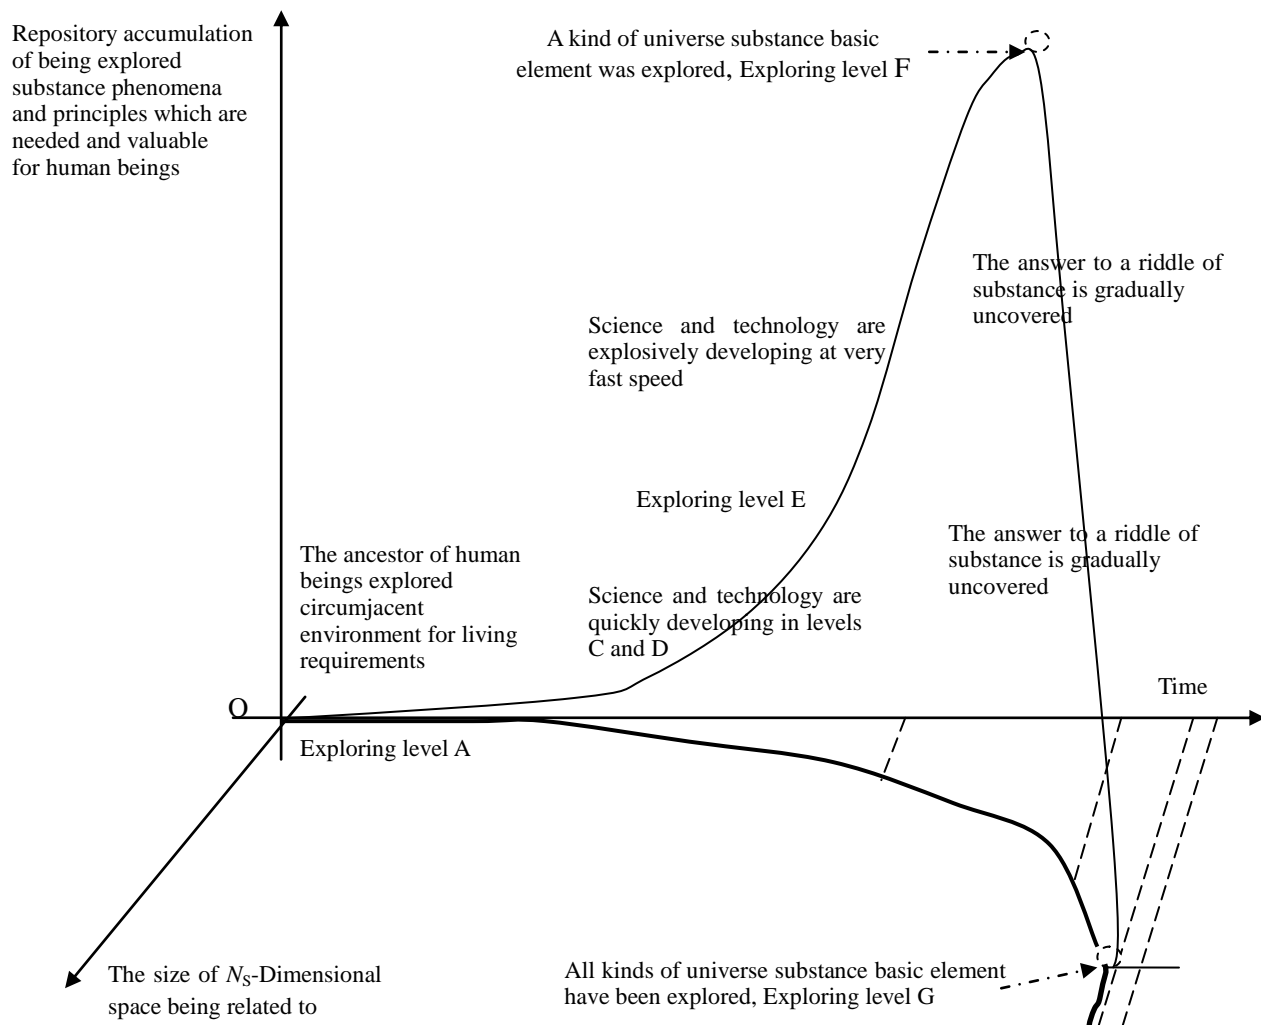 Repository accumulation
of being explored
substance phenomena
and principles which are
needed and valuable
for human beings
A kind of universe substance basic
element was explored, Exploring level F
The answer to a riddle of
substance is gradually
uncovered
Science and technology are
explosively developing at very
fast speed
Exploring level E
The answer to a riddle of
substance is gradually
uncovered
The ancestor of human
beings explored
circumjacent
environment for living
requirements
Science and technology are
quickly developing in levels
C and D
Time
O
Exploring level A
The size of NS-Dimensional
space being related to
All kinds of universe substance basic element
have been explored, Exploring level G